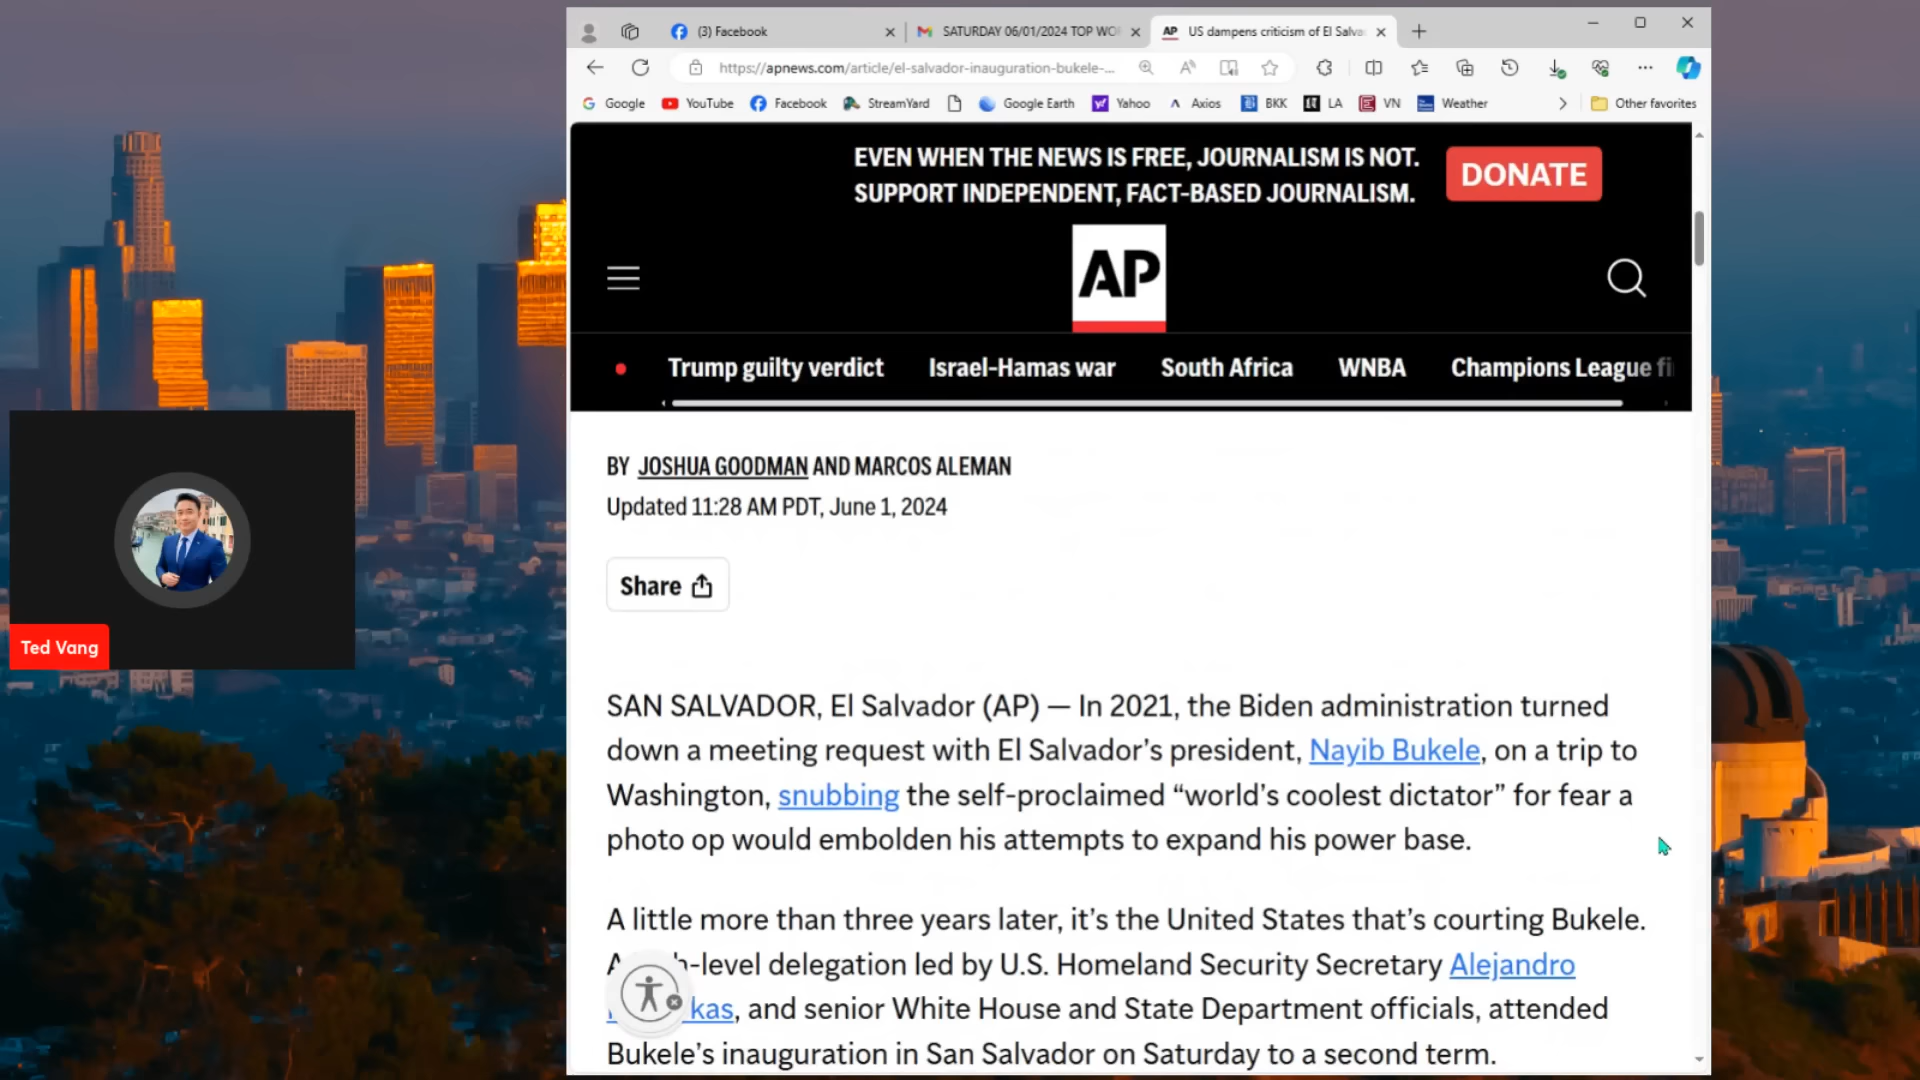 (3) Facebook
SATURDAY 06/01/2024 TOP WO
AP US dampens criticism of El Salva
https://apnews.com/article/el-salvador-inauguration-bukele-...
Google YouTube Facebook StreamYard Google Earth Yahoo Axios BKK LA VN Weather Other favorites
EVEN WHEN THE NEWS IS FREE, JOURNALISM IS NOT.
SUPPORT INDEPENDENT, FACT-BASED JOURNALISM.
DONATE
AP
Trump guilty verdict Israel-Hamas war South Africa WNBA Champions League fi
BY JOSHUA GOODMAN AND MARCOS ALEMAN
Updated 11:28 AM PDT, June 1, 2024
Share
Ted Vang
SAN SALVADOR, El Salvador (AP) — In 2021, the Biden administration turned
down a meeting request with El Salvador’s president, Nayib Bukele, on a trip to
Washington, snubbing the self-proclaimed “world’s coolest dictator” for fear a
photo op would embolden his attempts to expand his power base.
A little more than three years later, it’s the United States that’s courting Bukele.
-level delegation led by U.S. Homeland Security Secretary Alejandro
kas, and senior White House and State Department officials, attended
Bukele’s inauguration in San Salvador on Saturday to a second term.